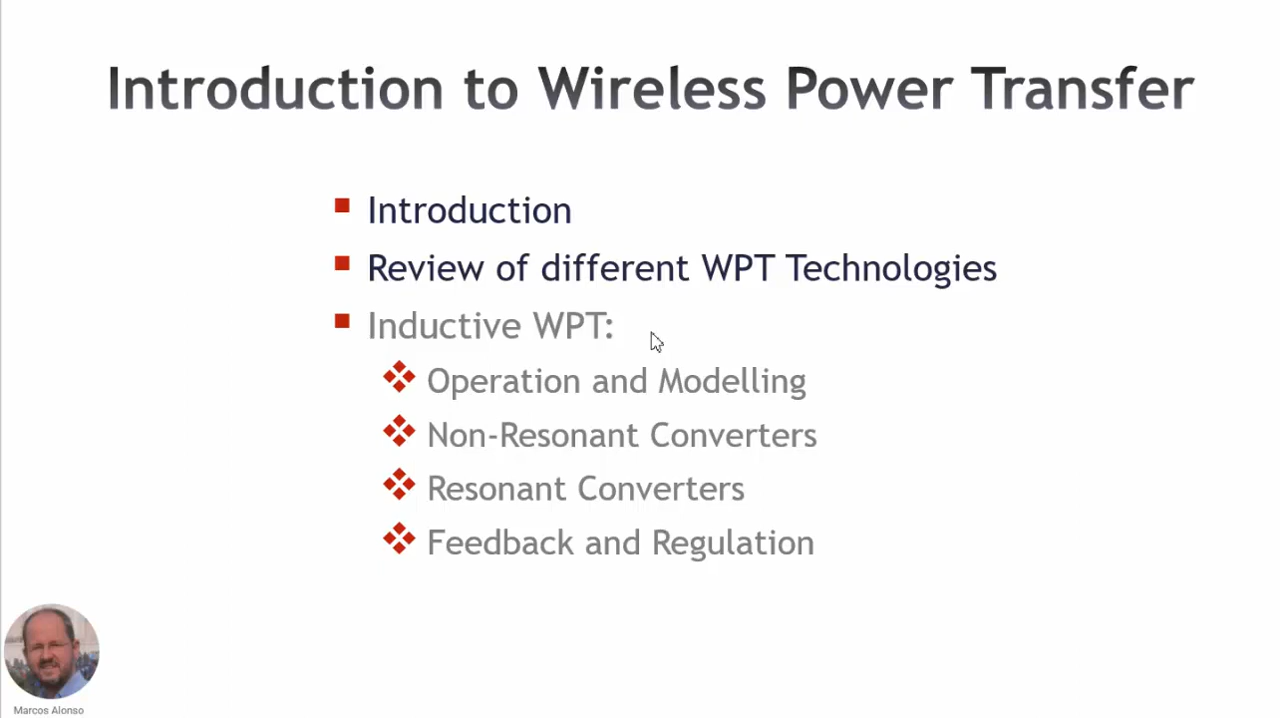 Introduction to Wireless Power Transfer
Introduction
Review of different WPT Technologies
Inductive WPT:
Operation and Modelling
Non-Resonant Converters
Resonant Converters
Feedback and Regulation
Marcos Alonso